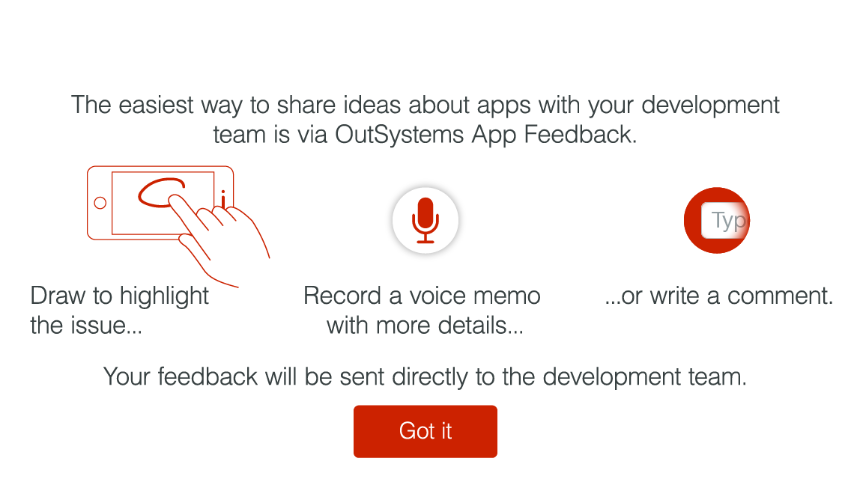 The easiest way to share ideas about apps with your development
team is via OutSystems App Feedback.
i
Typ
Draw to highlight
the issue...
Record a voice memo
with more details...
...or write a comment.
Your feedback will be sent directly to the development team.
Got it